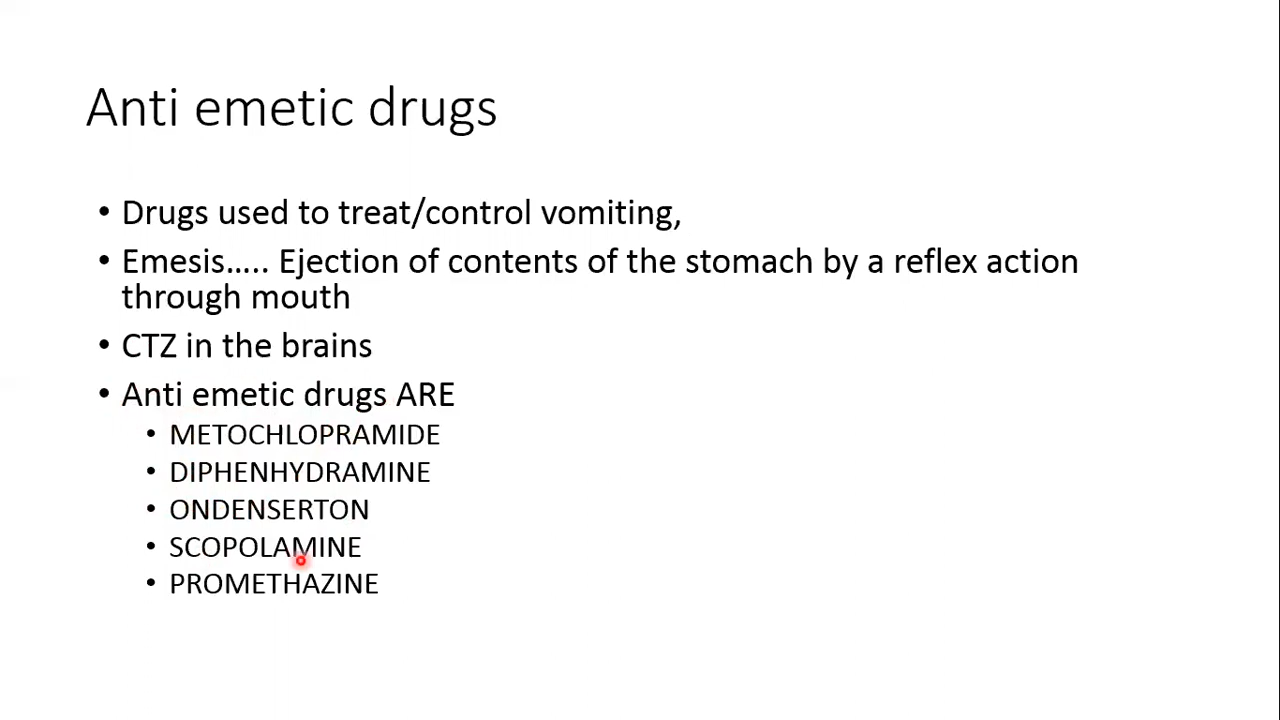 Anti emetic drugs
• Drugs used to treat/control vomiting,
• Emesis….. Ejection of contents of the stomach by a reflex action
through mouth
• CTZ in the brains
• Anti emetic drugs ARE
• METOCHLOPRAMIDE
• DIPHENHYDRAMINE
• ONDENSERTON
• SCOPOLAMINE
• PROMETHAZINE